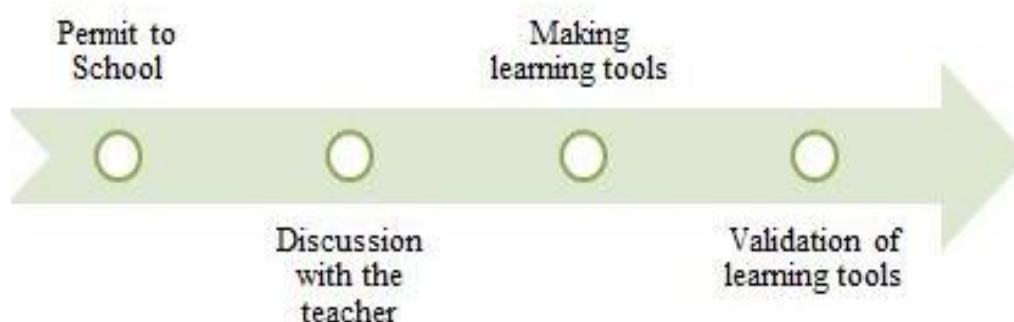 Permit to
School
Discussion
with the
teacher
Making
learning tools
Validation of
learning tools